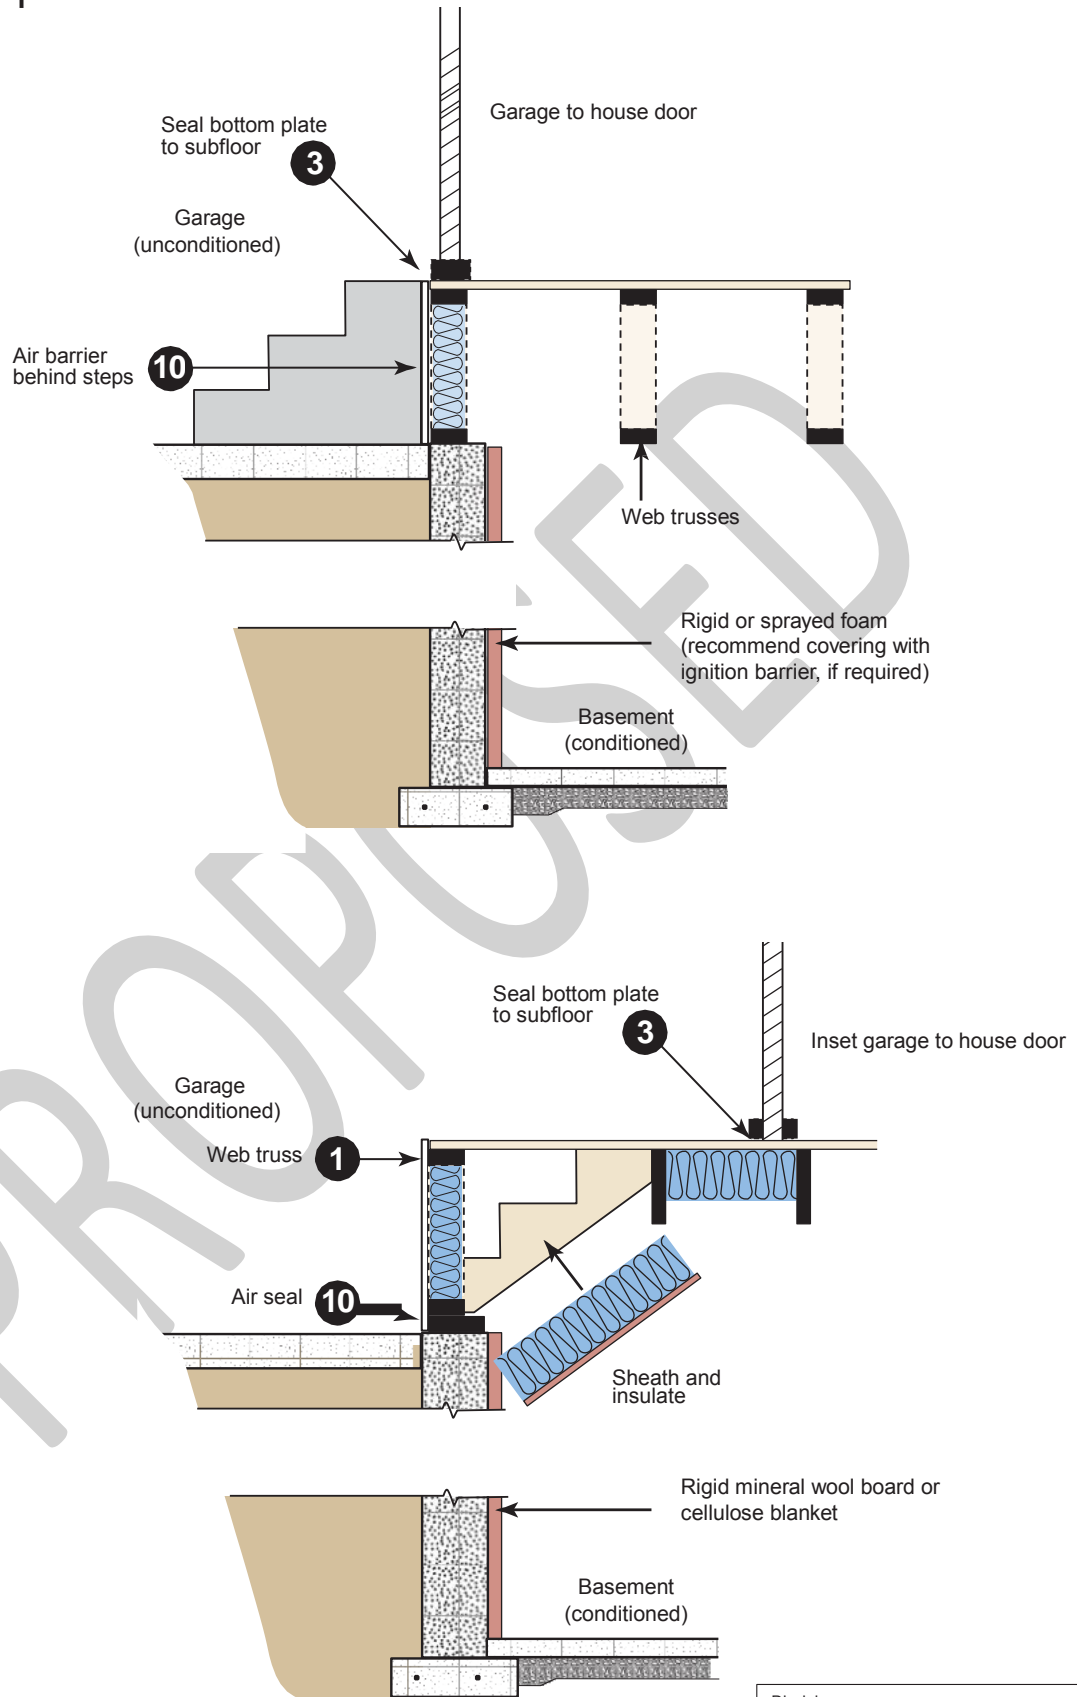 Garage to house door
Seal bottom plate
to subfloor
3
Garage
(unconditioned)
Air barrier
behind steps
10
Web trusses
Rigid or sprayed foam
(recommend covering with
ignition barrier, if required)
Basement
(conditioned)
PROPOSED
Seal bottom plate
to subfloor
3
Inset garage to house door
Garage
(unconditioned)
Web truss
1
Air seal
10
Sheath and
insulate
Rigid mineral wool board or
cellulose blanket
Basement
(conditioned)